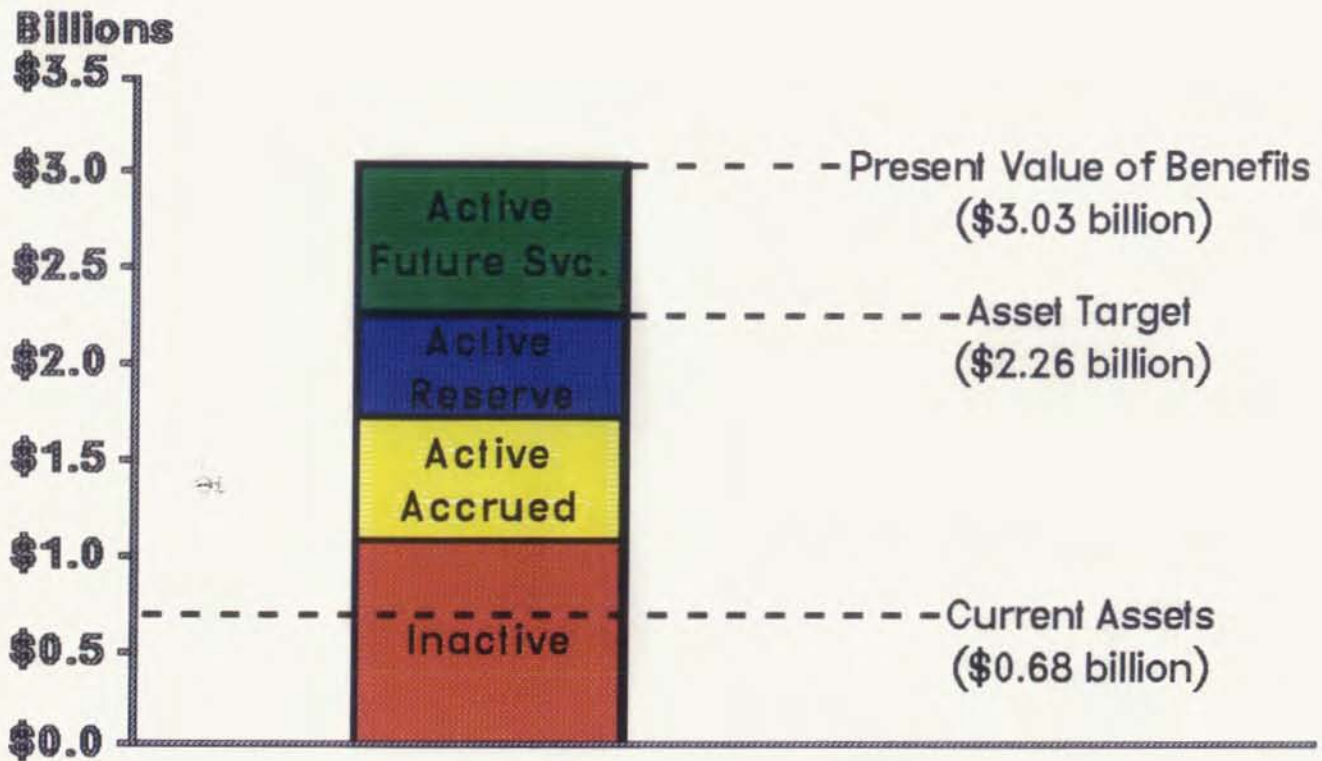 Billions
$3.5
$3.0
$2.5
$2.0
$1.5
$1.0
$0.5
$0.0
Active
Future Svc.
Active
Reserve
Active
Accrued
Inactive
Present Value of Benefits
($3.03 billion)
Asset Target
($2.26 billion)
Current Assets
($0.68 billion)